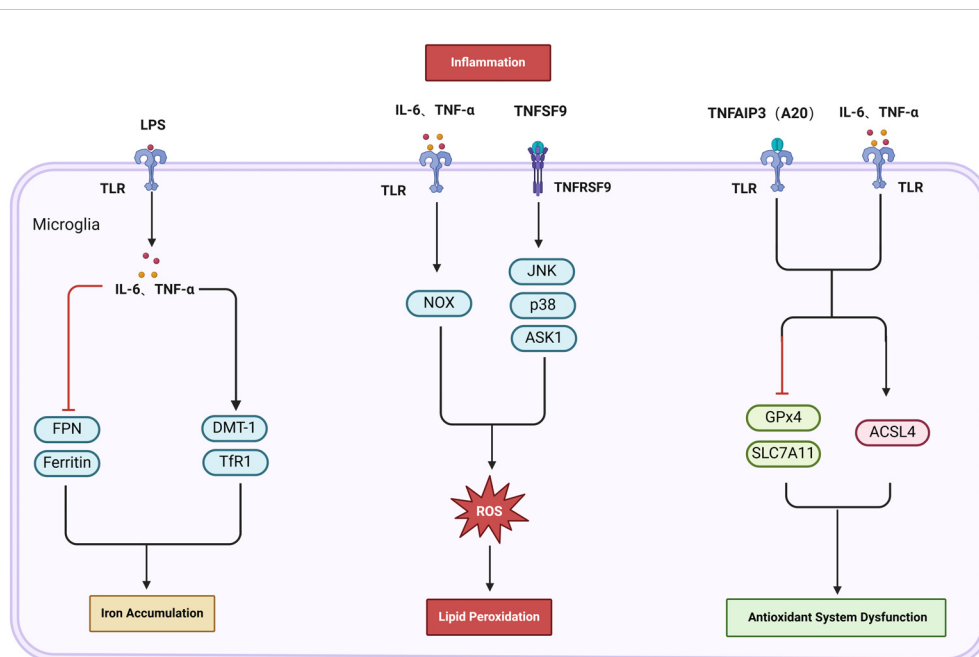 Inflammation
LPS
IL-6、TNF-α
TNFSF9
TNFAIP3（A20）
IL-6、TNF-α
TLR
TLR
TNFRSF9
TLR
TLR
Microglia
IL-6、TNF-α
NOX
JNK
p38
ASK1
FPN
Ferritin
DMT-1
TfR1
GPx4
SLC7A11
ACSL4
ROS
Iron Accumulation
Lipid Peroxidation
Antioxidant System Dysfunction